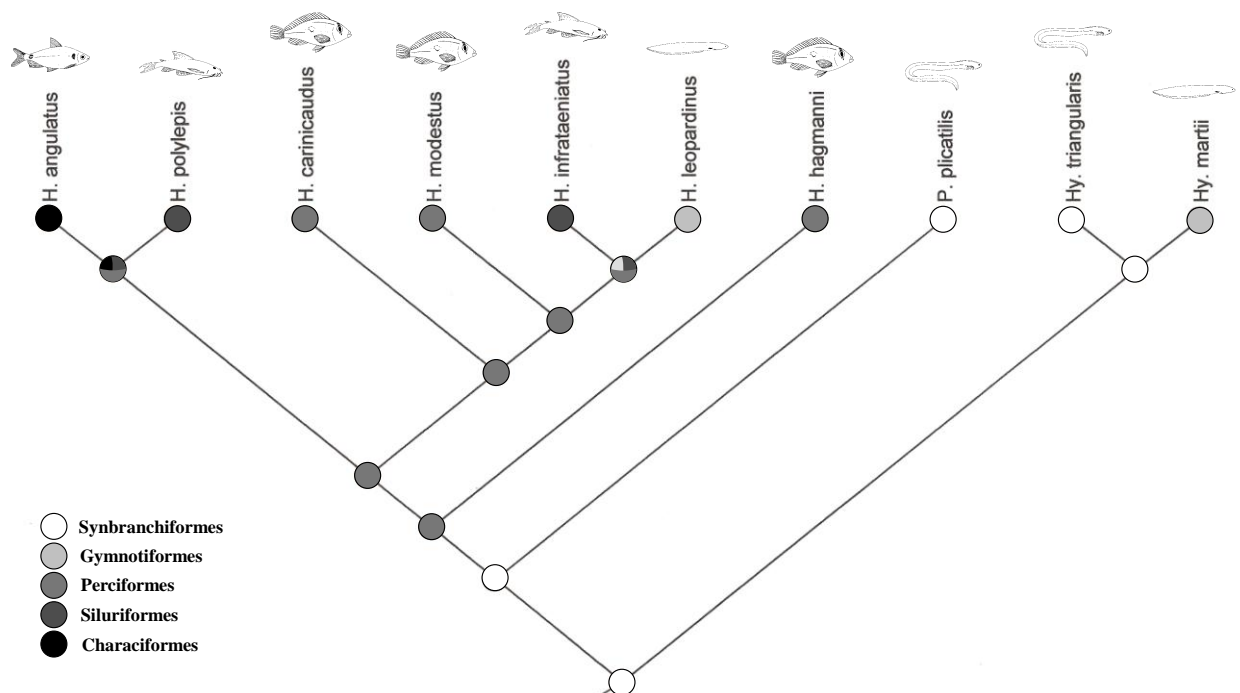 H. angulatus
H. polylepis
H. carinicaudus
H. modestus
H. infrataeniatus
H. leopardinus
H. hagmanni
P. plicatilis
Hy. triangularis
Hy. martii
Synbranchiformes
Gymnotiformes
Perciformes
Siluriformes
Characiformes